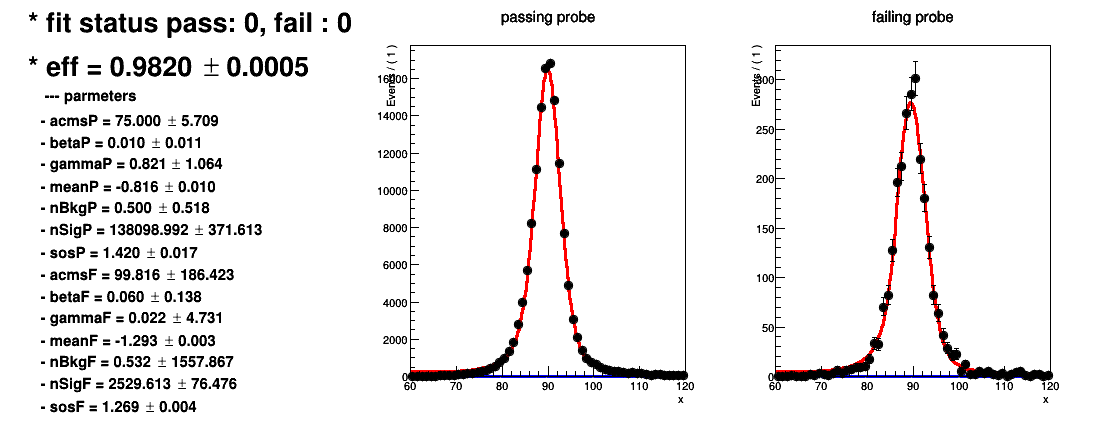 * fit status pass: 0, fail : 0
* eff = 0.9820 ± 0.0005
--- parmeters
- acmsP = 75.000 ± 5.709
- betaP = 0.010 ± 0.011
- gammaP = 0.821 ± 1.064
- meanP = -0.816 ± 0.010
- nBkgP = 0.500 ± 0.518
- nSigP = 138098.992 ± 371.613
- sosP = 1.420 ± 0.017
- acmsF = 99.816 ± 186.423
- betaF = 0.060 ± 0.138
- gammaF = 0.022 ± 4.731
- meanF = -1.293 ± 0.003
- nBkgF = 0.532 ± 1557.867
- nSigF = 2529.613 ± 76.476
- sosF = 1.269 ± 0.004
passing probe
Events / ( 1 )
16000
14000
12000
10000
8000
6000
4000
2000
0
60 70 80 90 100 110 120
x
failing probe
Events / ( 1 )
300
250
200
150
100
50
0
60 70 80 90 100 110 120
x